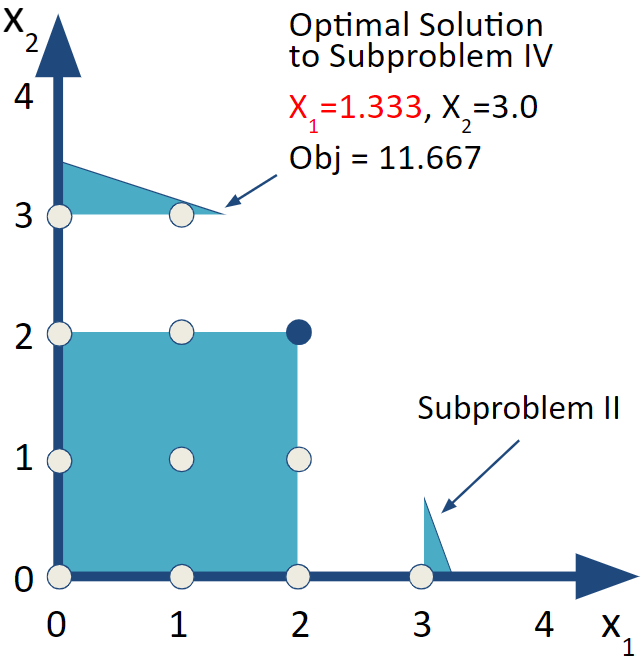 X2
Optimal Solution
to Subproblem IV
X1=1.333, X2=3.0
Obj = 11.667
4
3
2
Subproblem II
1
0
0 1 2 3 4 X1